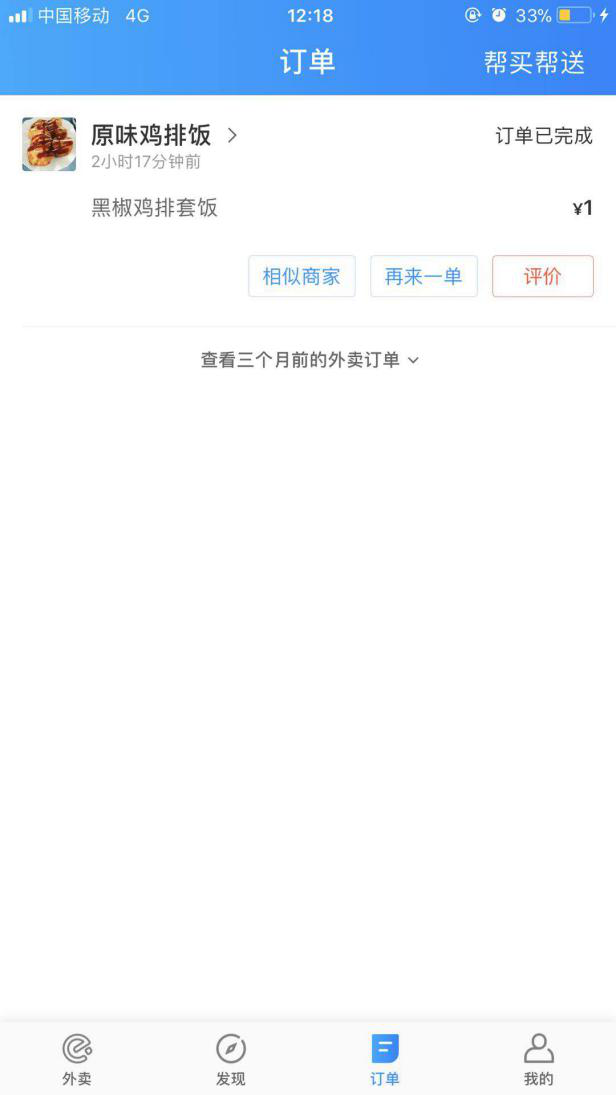 中国移动 4G 12:18 33%
订单 帮买帮送
原味鸡排饭 订单已完成
2小时17分钟前
黑椒鸡排套饭 ¥1
相似商家 再来一单 评价
查看三个月前的外卖订单
外卖 发现 订单 我的